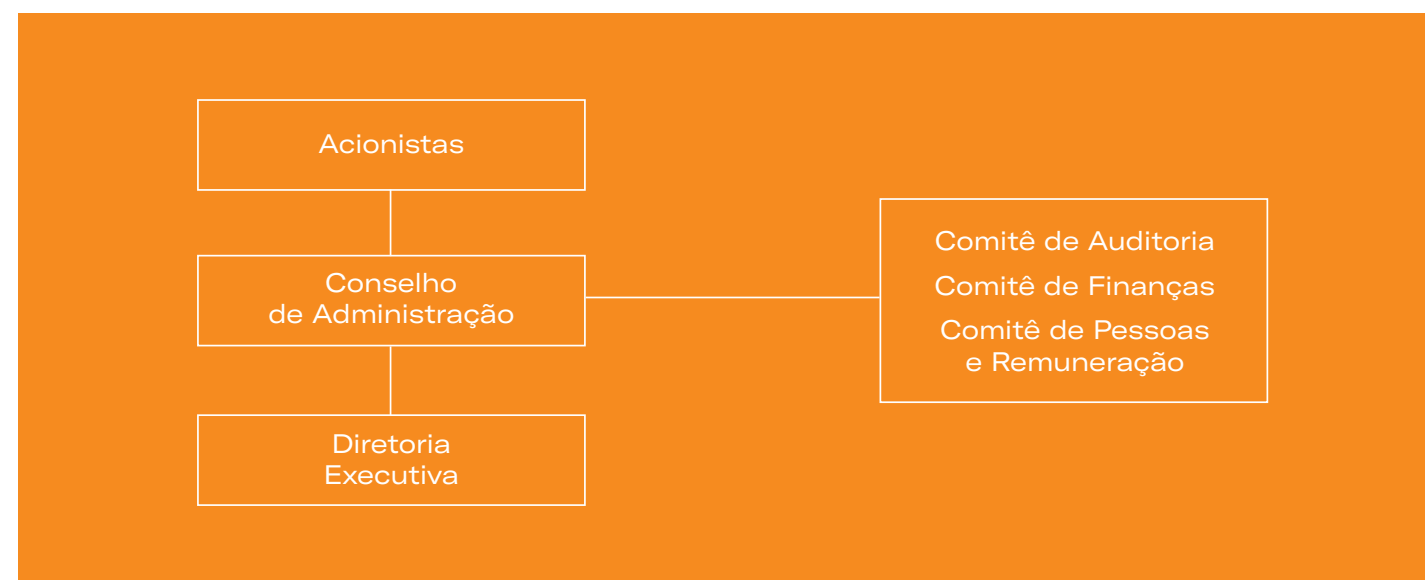 Acionistas
Conselho
de Administração
Diretoria
Executiva
Comitê de Auditoria
Comitê de Finanças
Comitê de Pessoas
e Remuneração